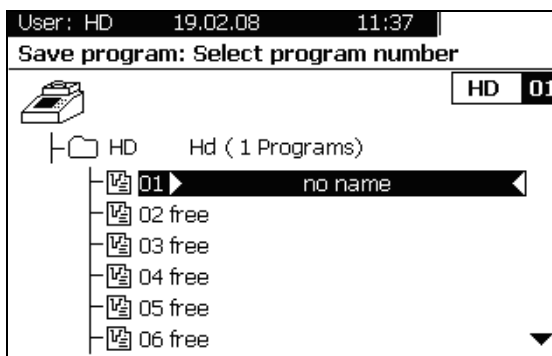 User: HD 19.02.08 11:37
Save program: Select program number
HD 01
HD Hd ( 1 Programs)
01 no name
02 free
03 free
04 free
05 free
06 free